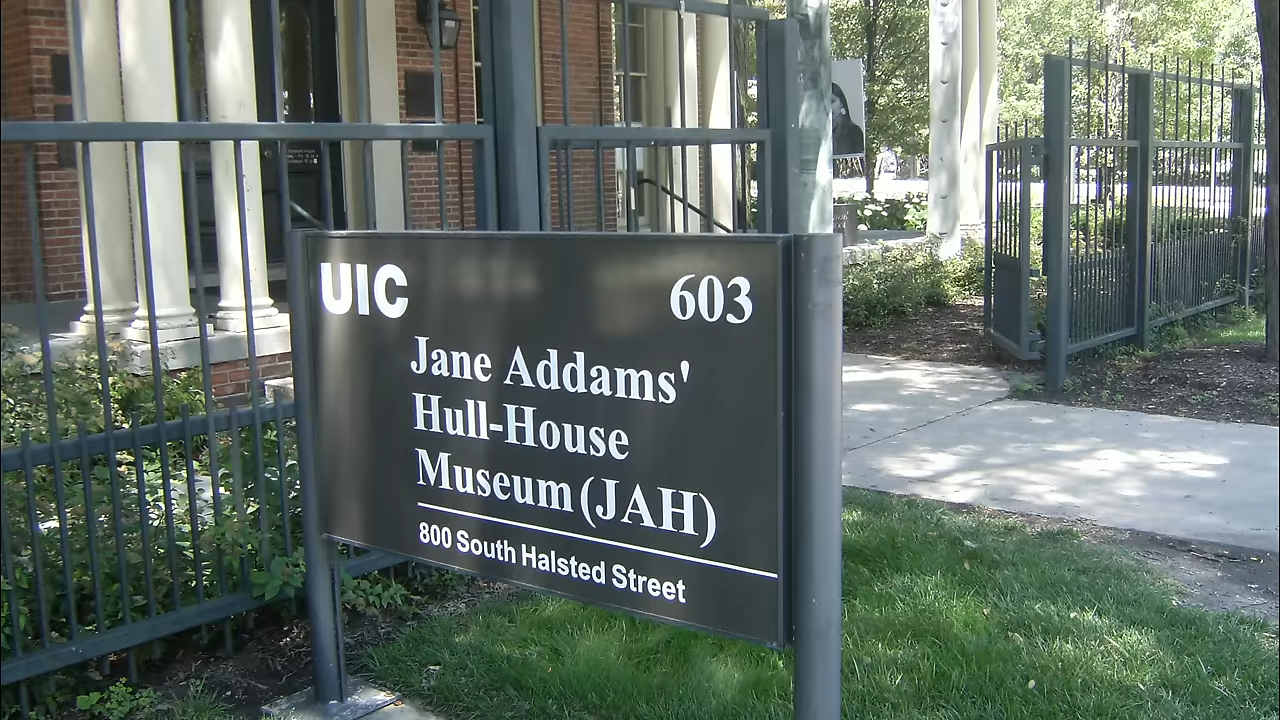 UIC
603
Jane Addams'
Hull-House
Museum (JAH)
800 South Halsted Street